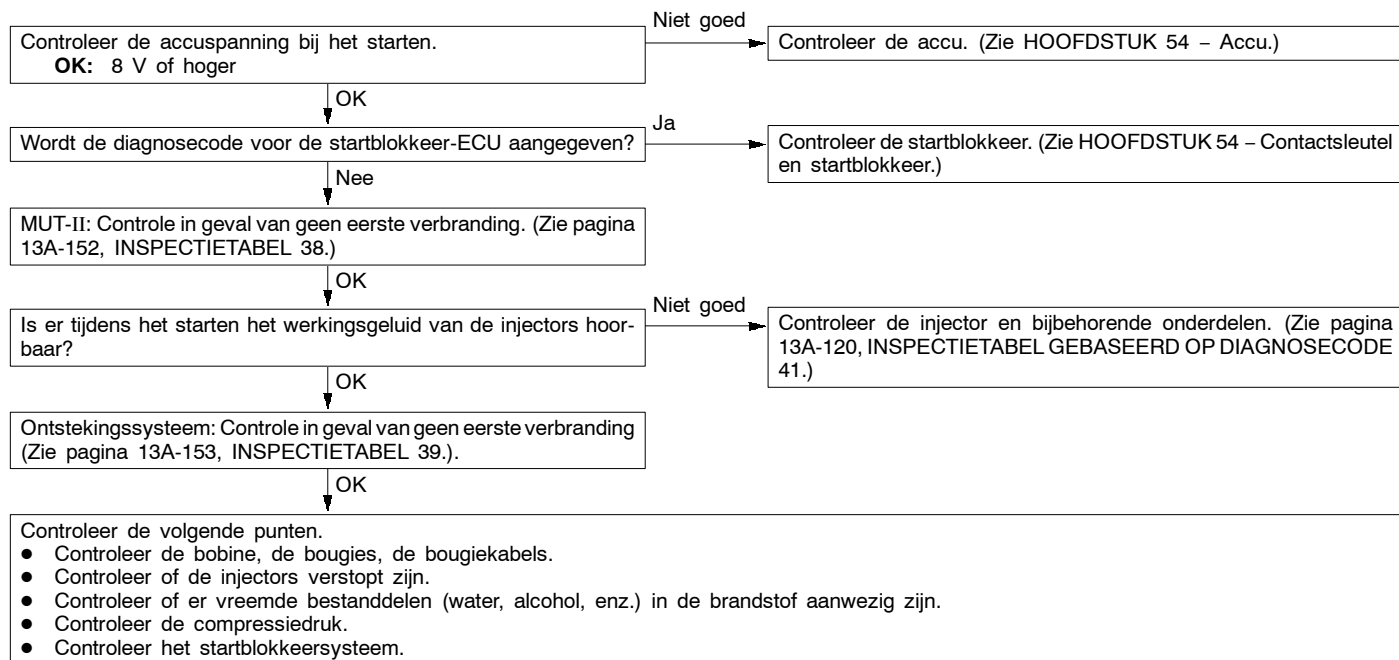 Niet goed
Controleer de accuspanning bij het starten.
OK: 8 V of hoger
Controleer de accu. (Zie HOOFDSTUK 54 – Accu.)
OK
Ja
Wordt de diagnosecode voor de startblokkeer-ECU aangegeven?
Controleer de startblokkeer. (Zie HOOFDSTUK 54 – Contactsleutel
en startblokkeer.)
Nee
MUT-II: Controle in geval van geen eerste verbranding. (Zie pagina
13A-152, INSPECTIETABEL 38.)
OK
Niet goed
Is er tijdens het starten het werkingsgeluid van de injectors hoor-
baar?
Controleer de injector en bijbehorende onderdelen. (Zie pagina
13A-120, INSPECTIETABEL GEBASEERD OP DIAGNOSECODE
41.)
OK
Ontstekingssysteem: Controle in geval van geen eerste verbranding
(Zie pagina 13A-153, INSPECTIETABEL 39.).
OK
Controleer de volgende punten.
● Controleer de bobine, de bougies, de bougiekabels.
● Controleer of de injectors verstopt zijn.
● Controleer of er vreemde bestanddelen (water, alcohol, enz.) in de brandstof aanwezig zijn.
● Controleer de compressiedruk.
● Controleer het startblokkeersysteem.